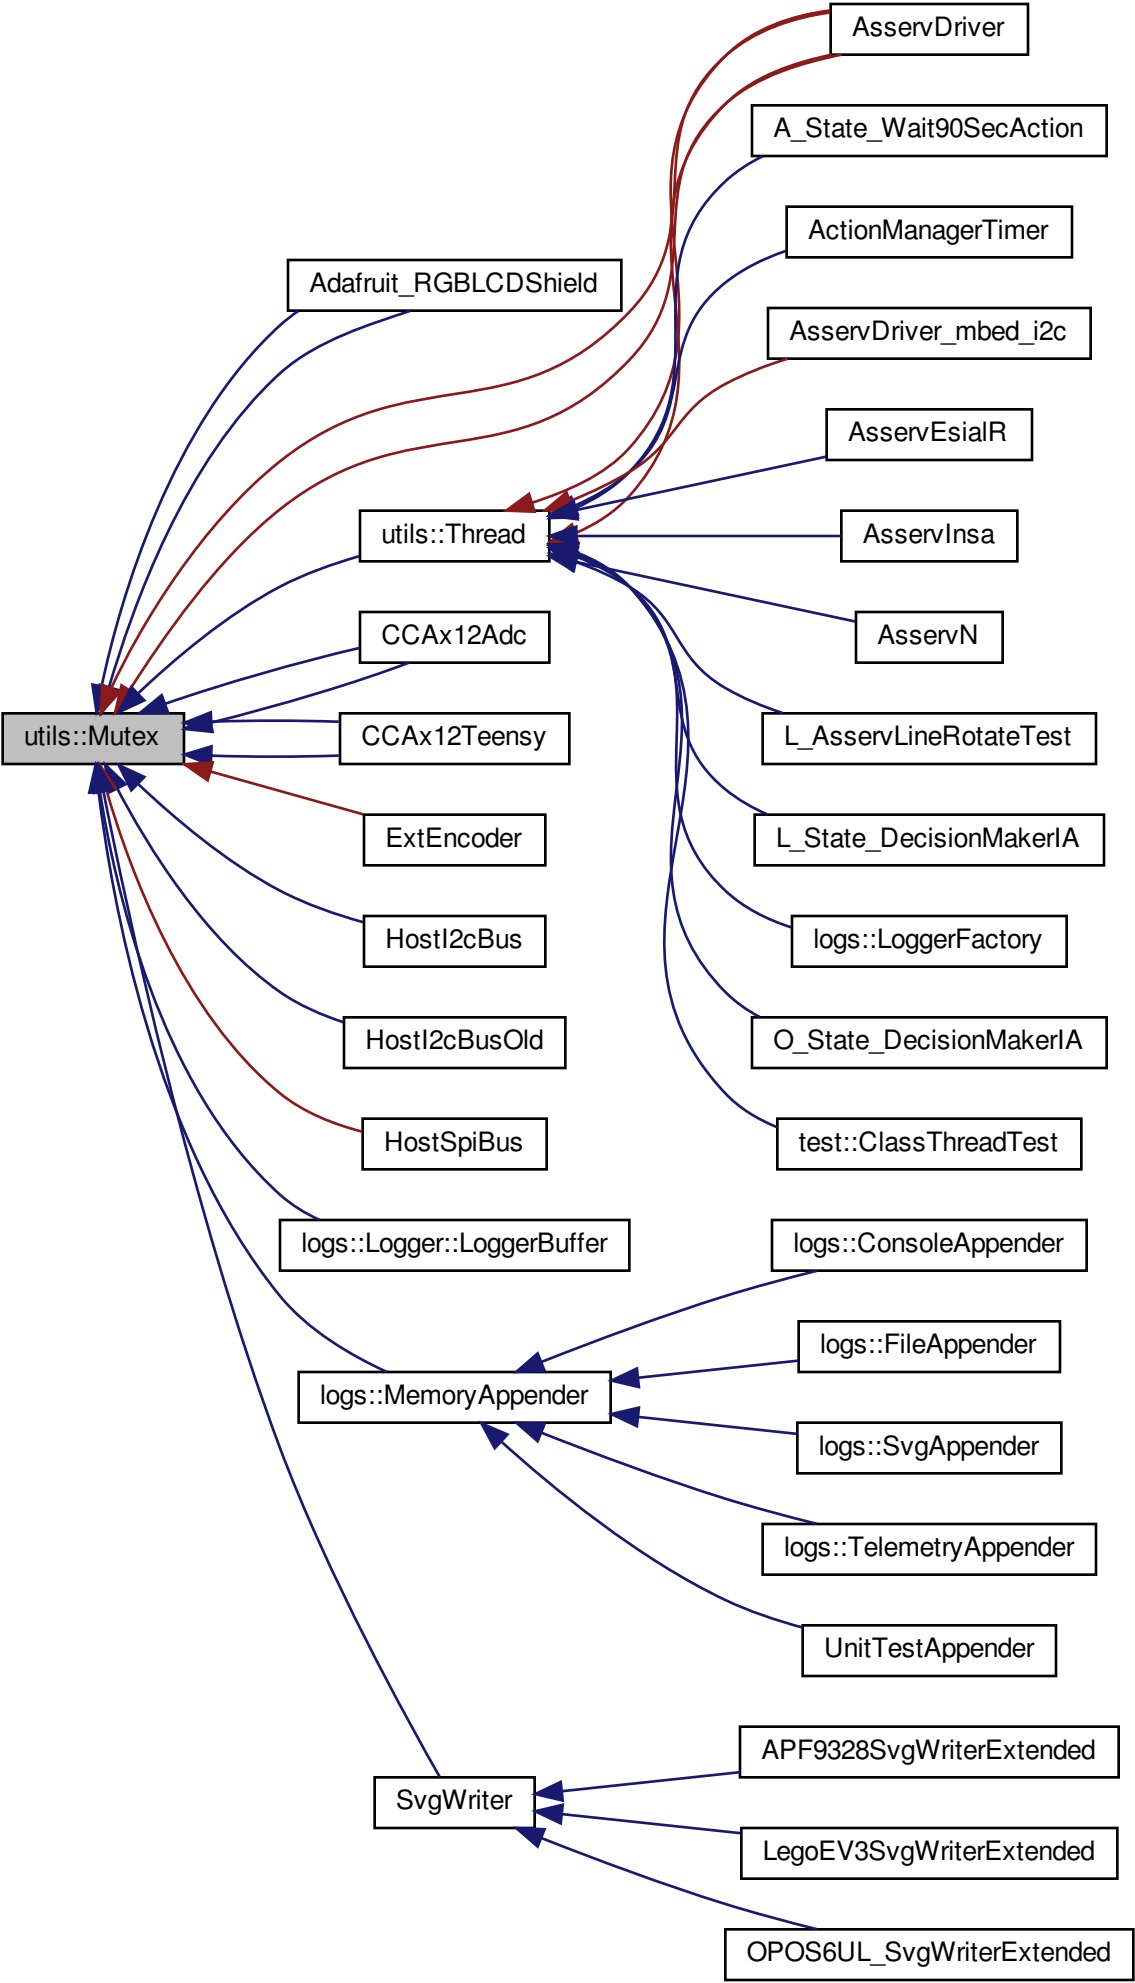 AsservDriver
A_State_Wait90SecAction
ActionManagerTimer
Adafruit_RGBLCDShield
AsservDriver_mbed_i2c
AsservEsialR
utils::Thread
AsservInsa
CCAx12Adc
AsservN
utils::Mutex
CCAx12Teensy
L_AsservLineRotateTest
ExtEncoder
L_State_DecisionMakerIA
HostI2cBus
logs::LoggerFactory
HostI2cBusOld
O_State_DecisionMakerIA
HostSpiBus
test::ClassThreadTest
logs::Logger::LoggerBuffer
logs::ConsoleAppender
logs::FileAppender
logs::MemoryAppender
logs::SvgAppender
logs::TelemetryAppender
UnitTestAppender
APF9328SvgWriterExtended
SvgWriter
LegoEV3SvgWriterExtended
OPOS6UL_SvgWriterExtended